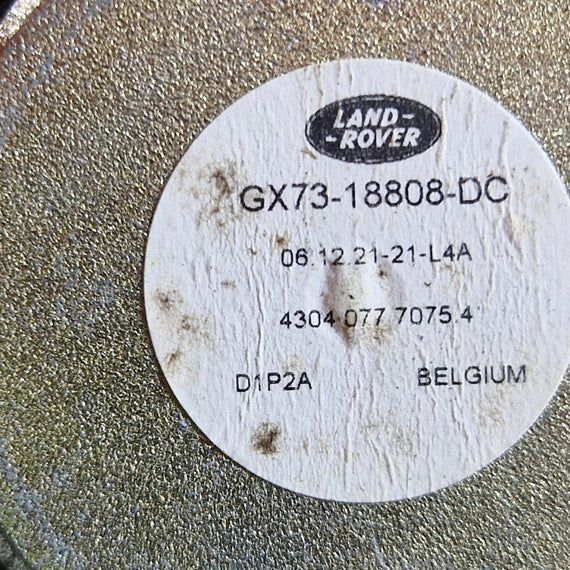 LAND-
-ROVER
GX73-18808-DC
06.12.21-21-L4A
4304 077 7075.4
D1P2A BELGIUM